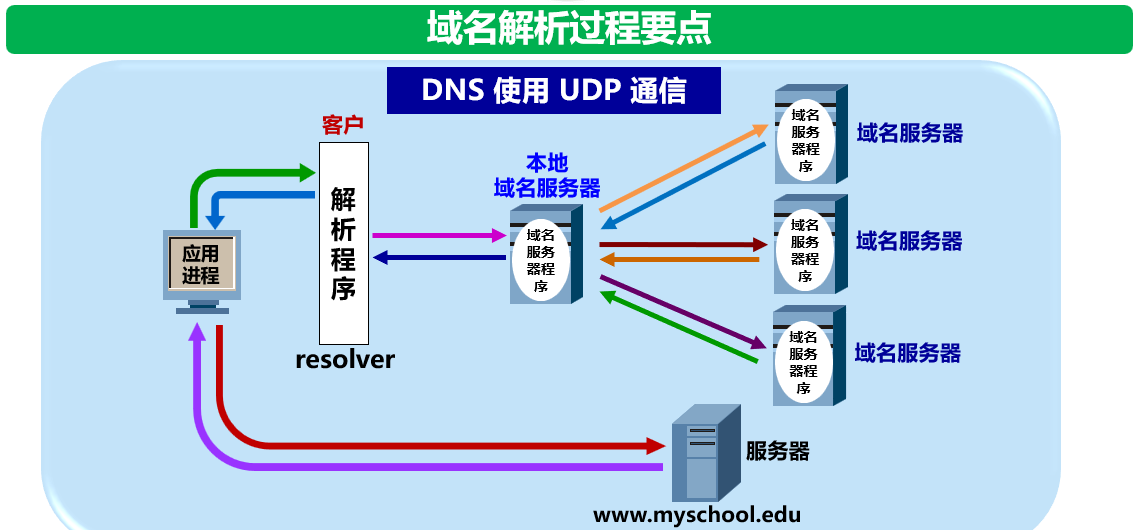 域名解析过程要点
DNS 使用 UDP 通信
客户
解
析
程
序
resolver
应用
进程
本地
域名服务器
域名
服务
器程
序
域名
服务
器程
序
域名服务器
域名
服务
器程
序
域名服务器
域名
服务
器程
序
域名服务器
服务器
www.myschool.edu